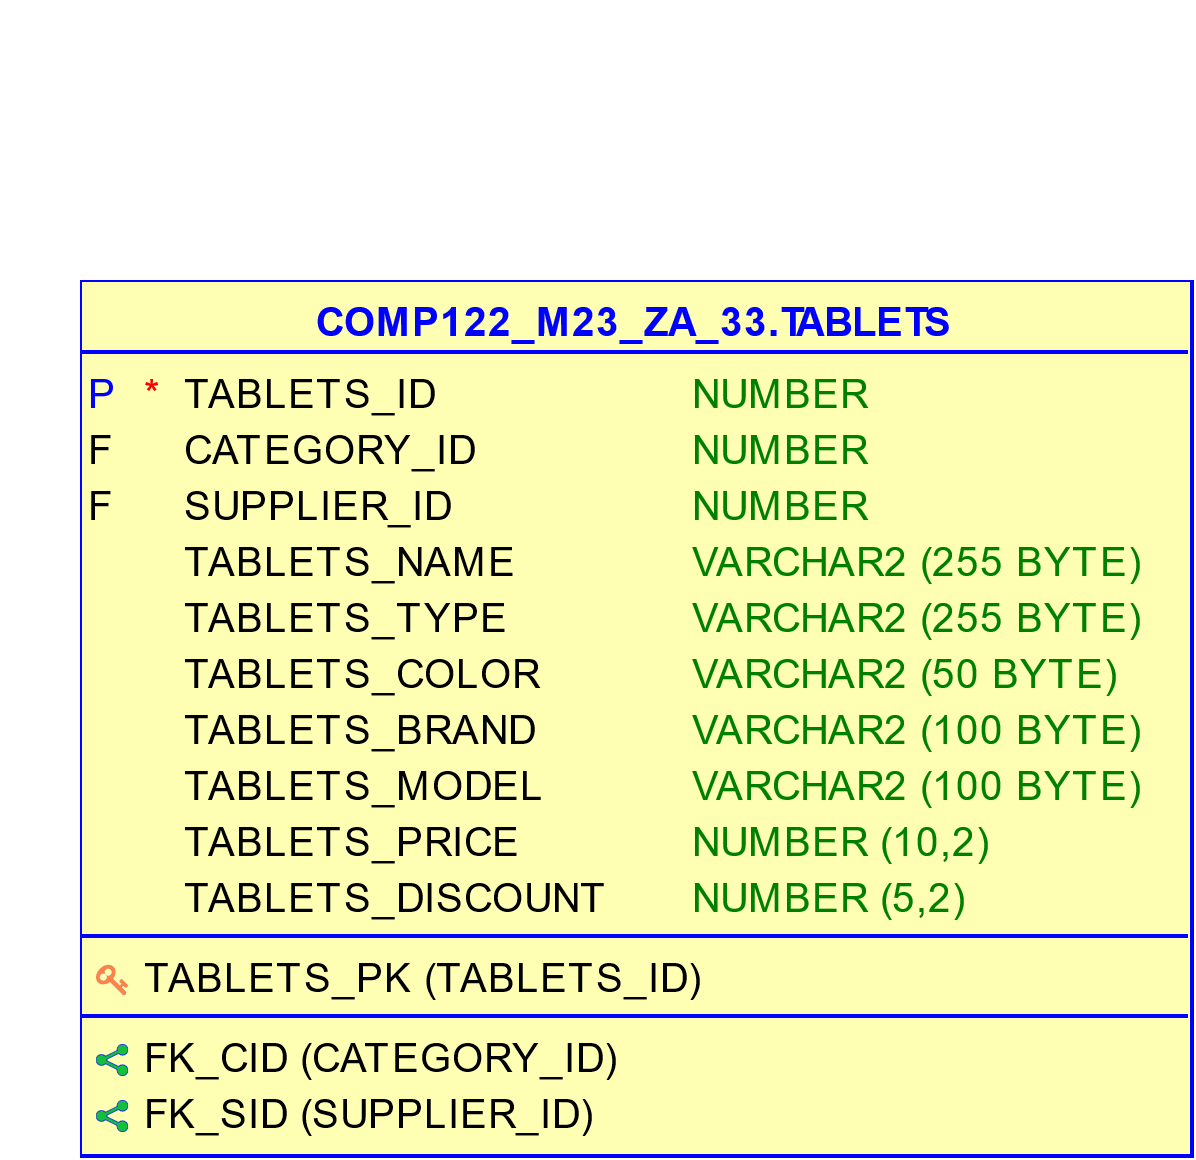 COMP122_M23_ZA_33.TABLETS
P * TABLETS_ID NUMBER
F CATEGORY_ID NUMBER
F SUPPLIER_ID NUMBER
TABLETS_NAME VARCHAR2 (255 BYTE)
TABLETS_TYPE VARCHAR2 (255 BYTE)
TABLETS_COLOR VARCHAR2 (50 BYTE)
TABLETS_BRAND VARCHAR2 (100 BYTE)
TABLETS_MODEL VARCHAR2 (100 BYTE)
TABLETS_PRICE NUMBER (10,2)
TABLETS_DISCOUNT NUMBER (5,2)
TABLETS_PK (TABLETS_ID)
FK_CID (CATEGORY_ID)
FK_SID (SUPPLIER_ID)